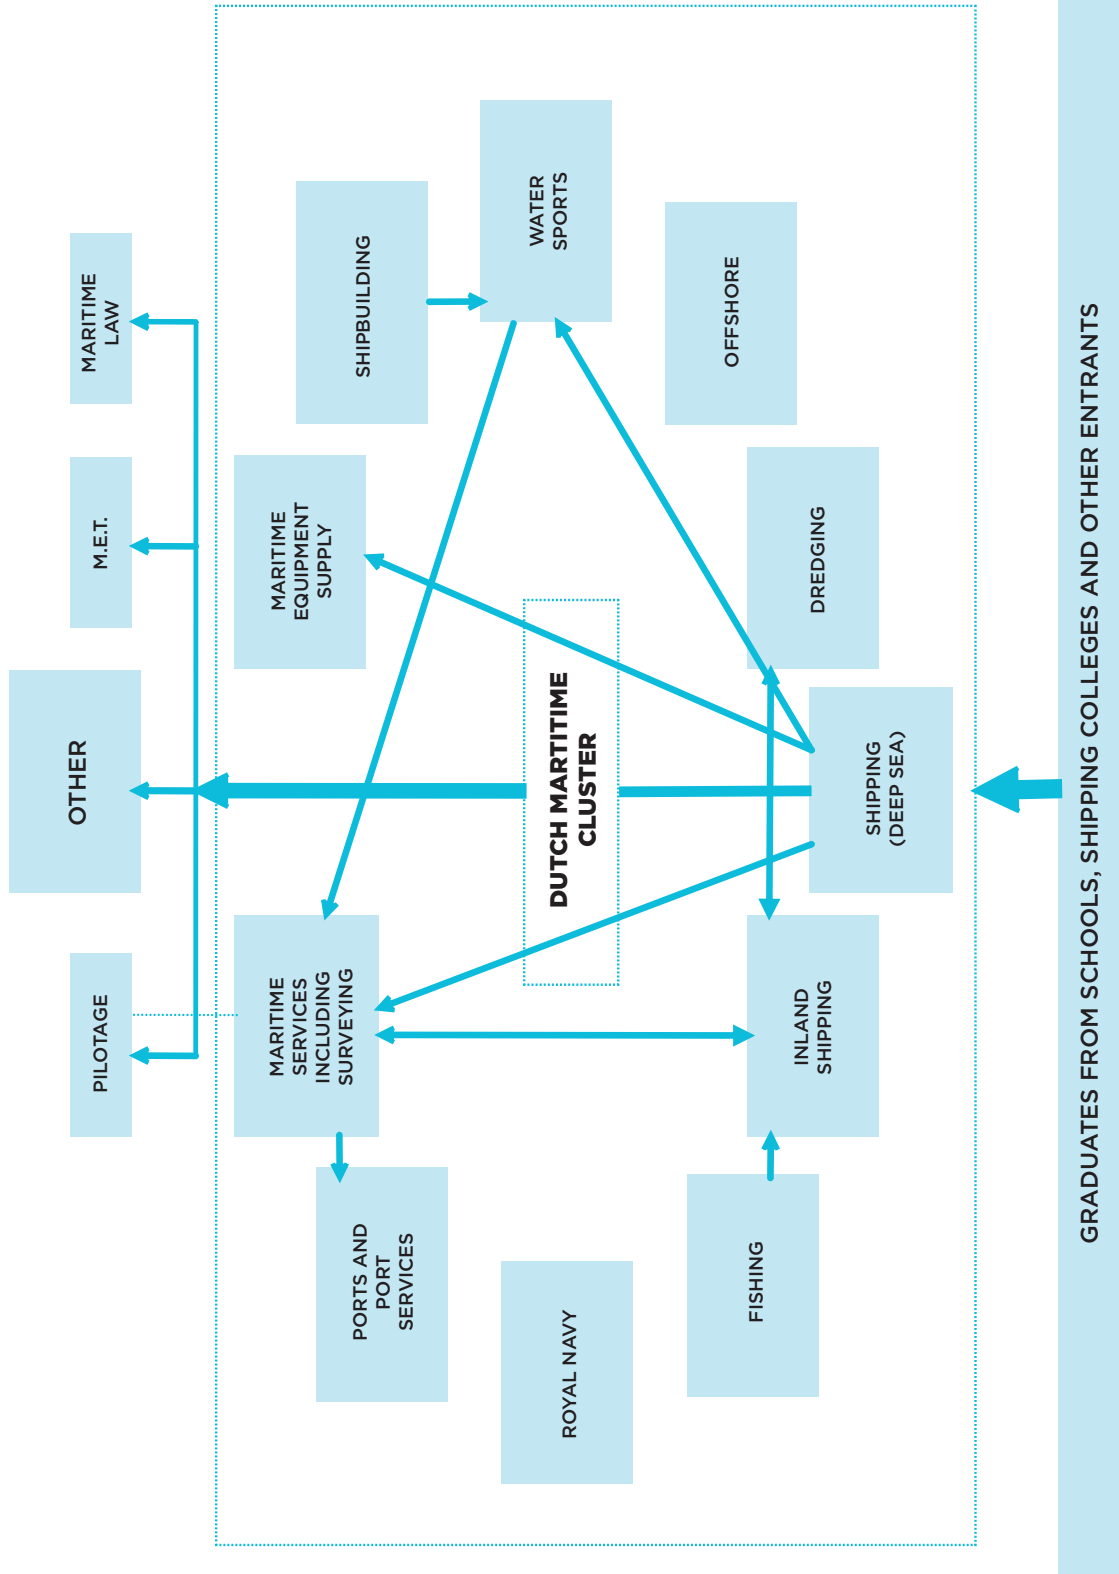 OTHER
PILOTAGE
M.E.T.
MARITIME
LAW
MARITIME
SERVICES
INCLUDING
SURVEYING
MARITIME
EQUIPMENT
SUPPLY
PORTS AND
PORT
SERVICES
SHIPBUILDING
ROYAL NAVY
DUTCH MARTITIME
CLUSTER
WATER
SPORTS
FISHING
INLAND
SHIPPING
SHIPPING
(DEEP SEA)
DREDGING
OFFSHORE
GRADUATES FROM SCHOOLS, SHIPPING COLLEGES AND OTHER ENTRANTS